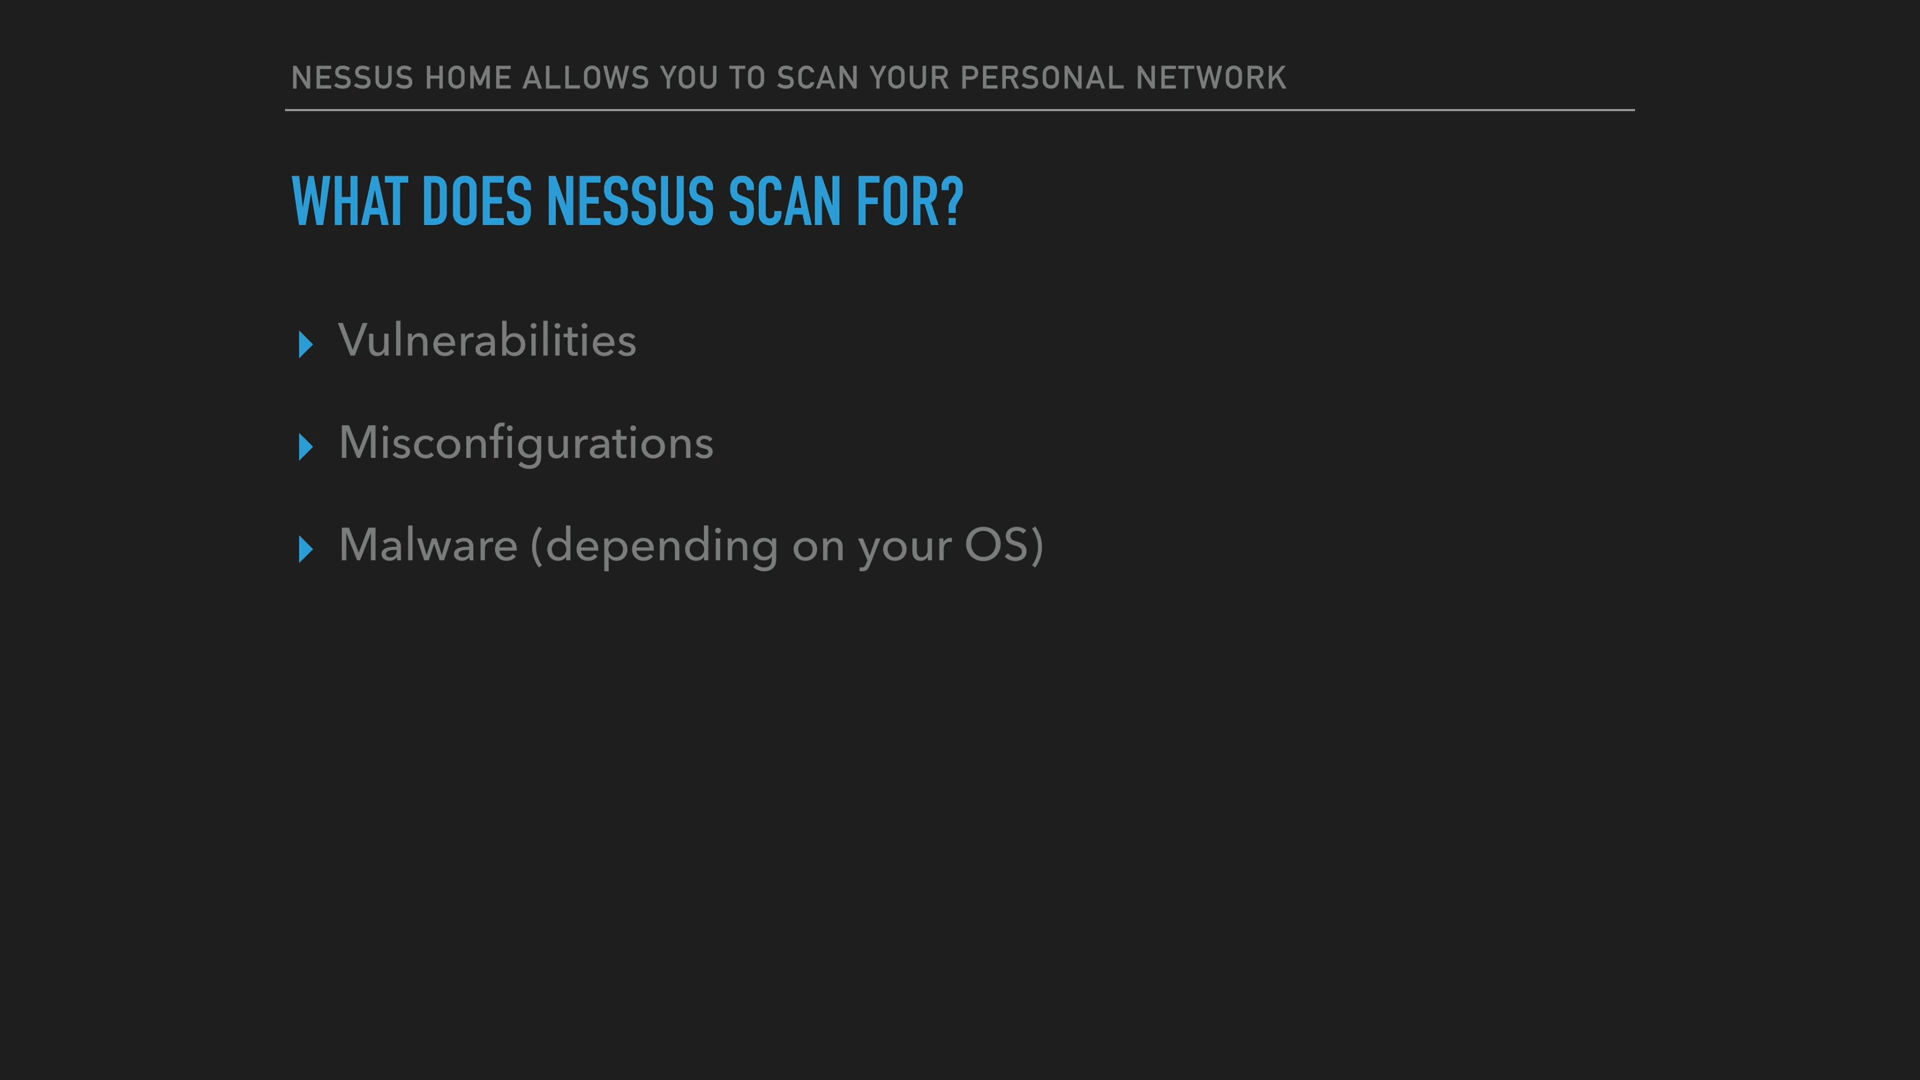 NESSUS HOME ALLOWS YOU TO SCAN YOUR PERSONAL NETWORK
WHAT DOES NESSUS SCAN FOR?
Vulnerabilities
Misconfigurations
Malware (depending on your OS)